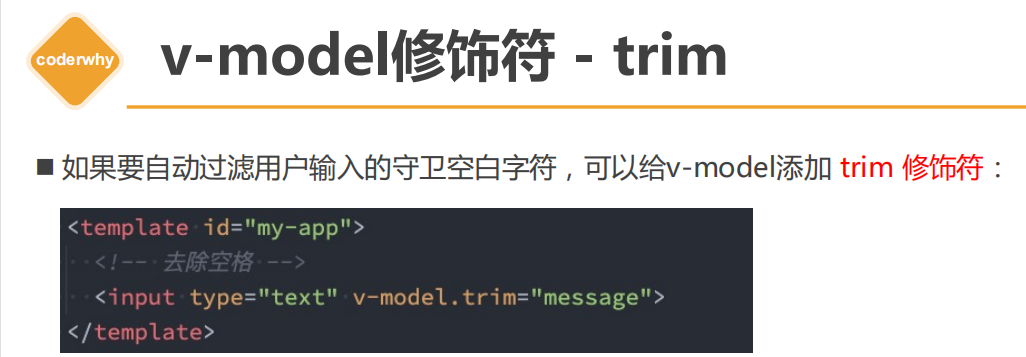 coderwhy
v-model修饰符 - trim
■ 如果要自动过滤用户输入的守卫空白字符，可以给v-model添加 trim 修饰符：
<template id="my-app">
  <!-- 去除空格 -->
  <input type="text" v-model.trim="message">
</template>